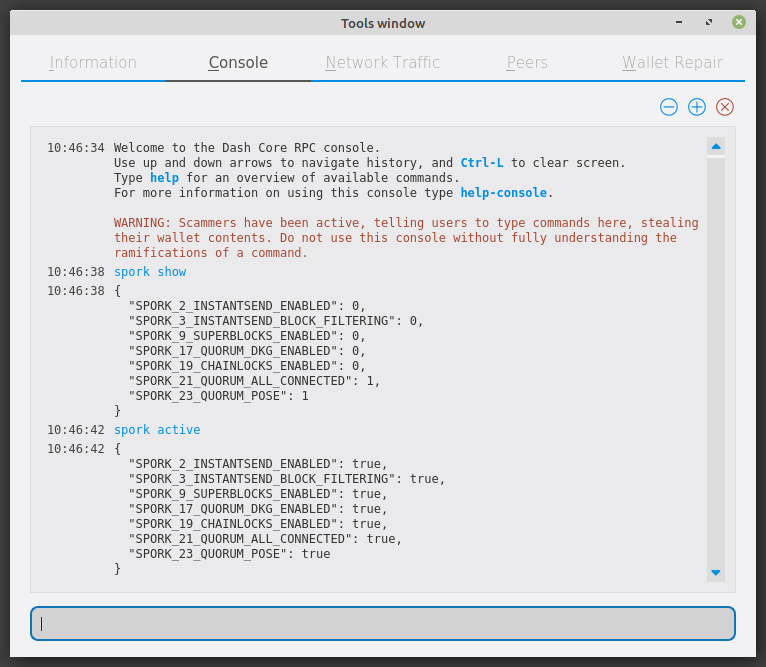 Tools window
Information Console Network Traffic Peers Wallet Repair
10:46:34 Welcome to the Dash Core RPC console.
Use up and down arrows to navigate history, and Ctrl-L to clear screen.
Type help for an overview of available commands.
For more information on using this console type help-console.
WARNING: Scammers have been active, telling users to type commands here, stealing
their wallet contents. Do not use this console without fully understanding the
ramifications of a command.
10:46:38 spork show
10:46:38 {
"SPORK_2_INSTANTSEND_ENABLED": 0,
"SPORK_3_INSTANTSEND_BLOCK_FILTERING": 0,
"SPORK_9_SUPERBLOCKS_ENABLED": 0,
"SPORK_17_QUORUM_DKG_ENABLED": 0,
"SPORK_19_CHAINLOCKS_ENABLED": 0,
"SPORK_21_QUORUM_ALL_CONNECTED": 1,
"SPORK_23_QUORUM_POSE": 1
}
10:46:42 spork active
10:46:42 {
"SPORK_2_INSTANTSEND_ENABLED": true,
"SPORK_3_INSTANTSEND_BLOCK_FILTERING": true,
"SPORK_9_SUPERBLOCKS_ENABLED": true,
"SPORK_17_QUORUM_DKG_ENABLED": true,
"SPORK_19_CHAINLOCKS_ENABLED": true,
"SPORK_21_QUORUM_ALL_CONNECTED": true,
"SPORK_23_QUORUM_POSE": true
}